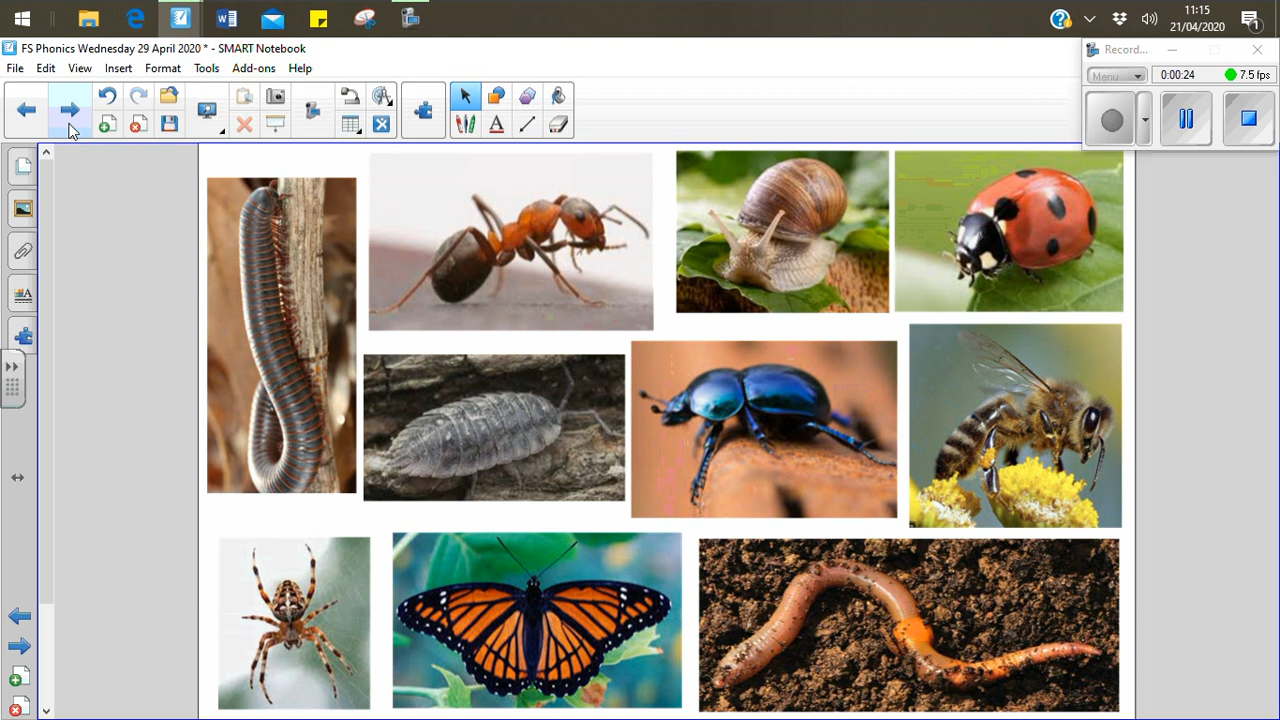 11:15
21/04/2020
1
FS Phonics Wednesday 29 April 2020 * - SMART Notebook
File Edit View Insert Format Tools Add-ons Help
Record...
Menu 0:00:24 7.5 fps